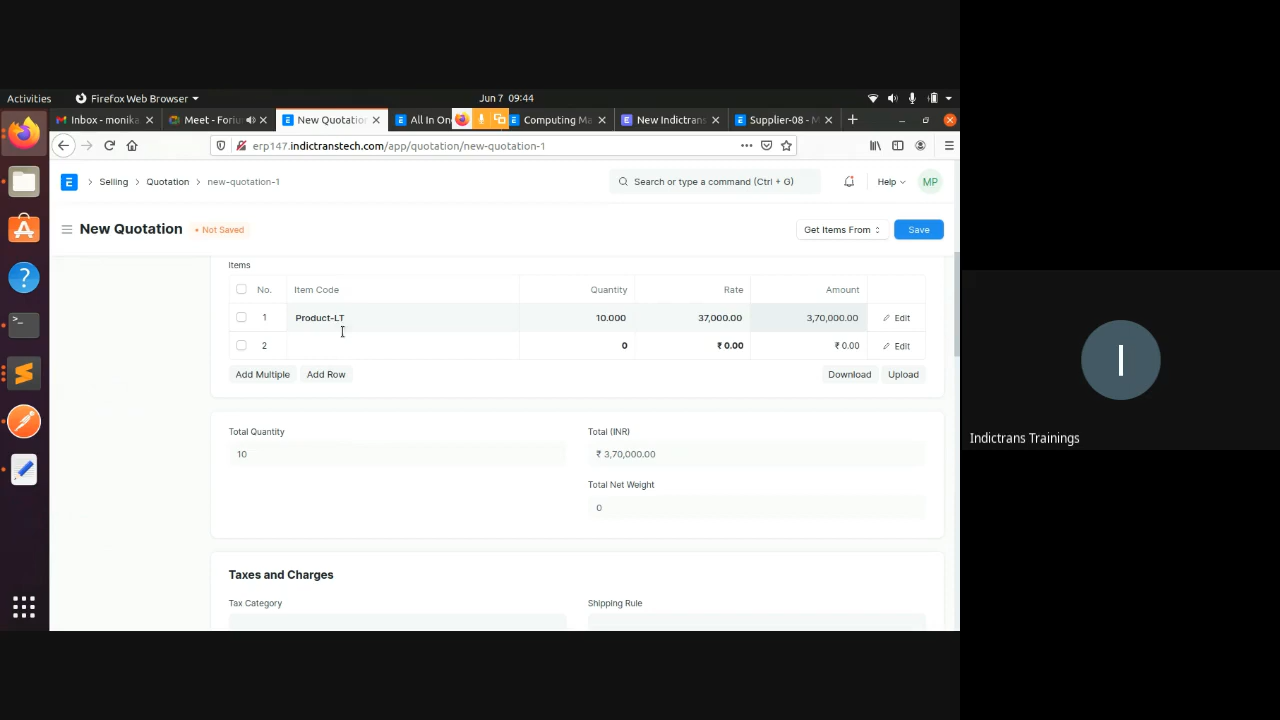 Activities Firefox Web Browser Jun 7 09:44
Inbox - monika Meet - Foriu New Quotatio All In On Computing Ma New Indictrans Supplier-08 - M
erp147.indictranstech.com/app/quotation/new-quotation-1
E Selling Quotation new-quotation-1 Search or type a command (Ctrl + G) Help MP
New Quotation Not Saved Get Items From Save
Items
No. Item Code Quantity Rate Amount
1 Product-LT 10.000 37,000.00 3,70,000.00 Edit
2 0 ₹ 0.00 ₹ 0.00 Edit
Add Multiple Add Row Download Upload
Total Quantity Total (INR)
10 ₹ 3,70,000.00
Total Net Weight
0
Taxes and Charges
Tax Category Shipping Rule
I
Indictrans Trainings